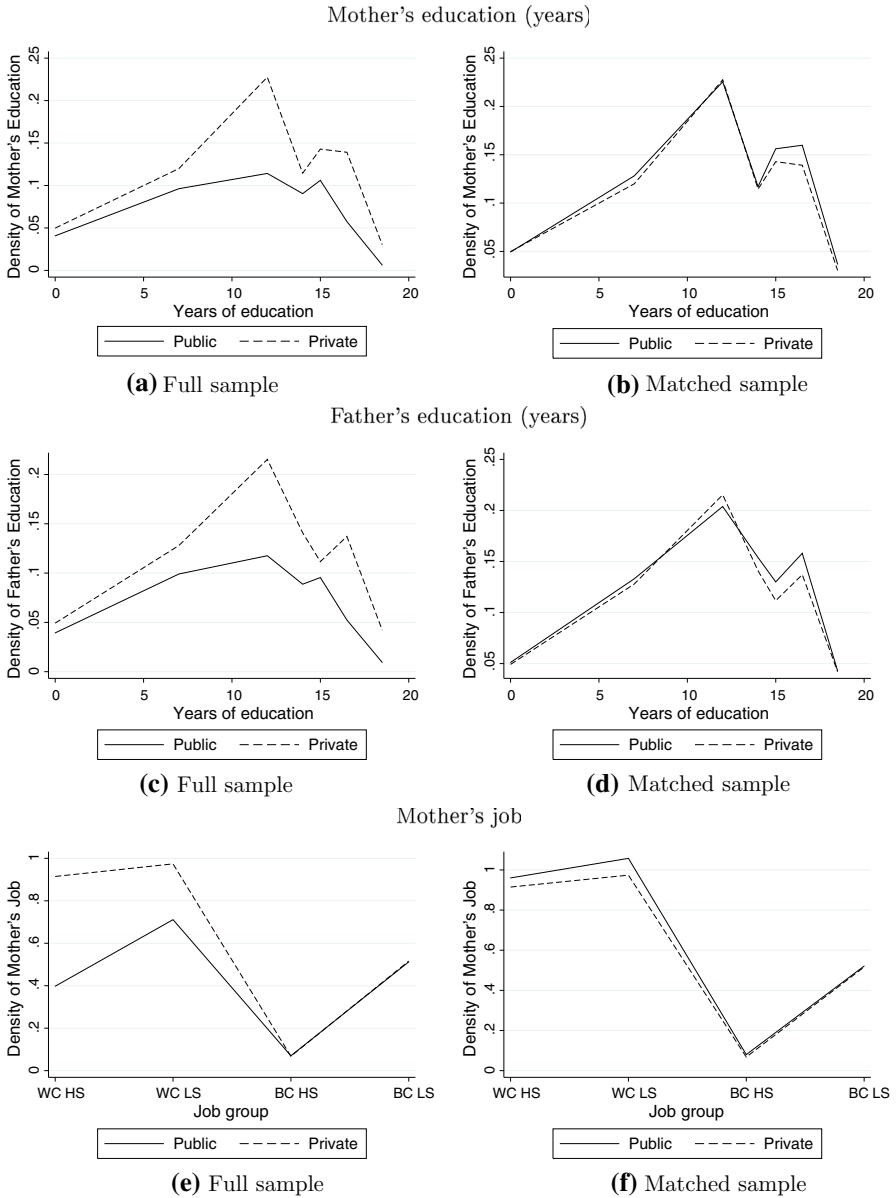 Mother's education (years)
Density of Mother's Education
0 .05 .1 .15 .2 .25
0 5 10 15 20
Years of education
Public Private
(a) Full sample
Density of Mother's Education
.05 .1 .15 .2 .25
0 5 10 15 20
Years of education
Public Private
(b) Matched sample
Father's education (years)
Density of Father's Education
0 .05 .1 .15 .2
0 5 10 15 20
Years of education
Public Private
(c) Full sample
Density of Father's Education
.05 .1 .15 .2 .25
0 5 10 15 20
Years of education
Public Private
(d) Matched sample
Mother's job
Density of Mother's Job
0 .2 .4 .6 .8 1
WC HS WC LS BC HS BC LS
Job group
Public Private
(e) Full sample
Density of Mother's Job
0 .2 .4 .6 .8 1
WC HS WC LS BC HS BC LS
Job group
Public Private
(f) Matched sample